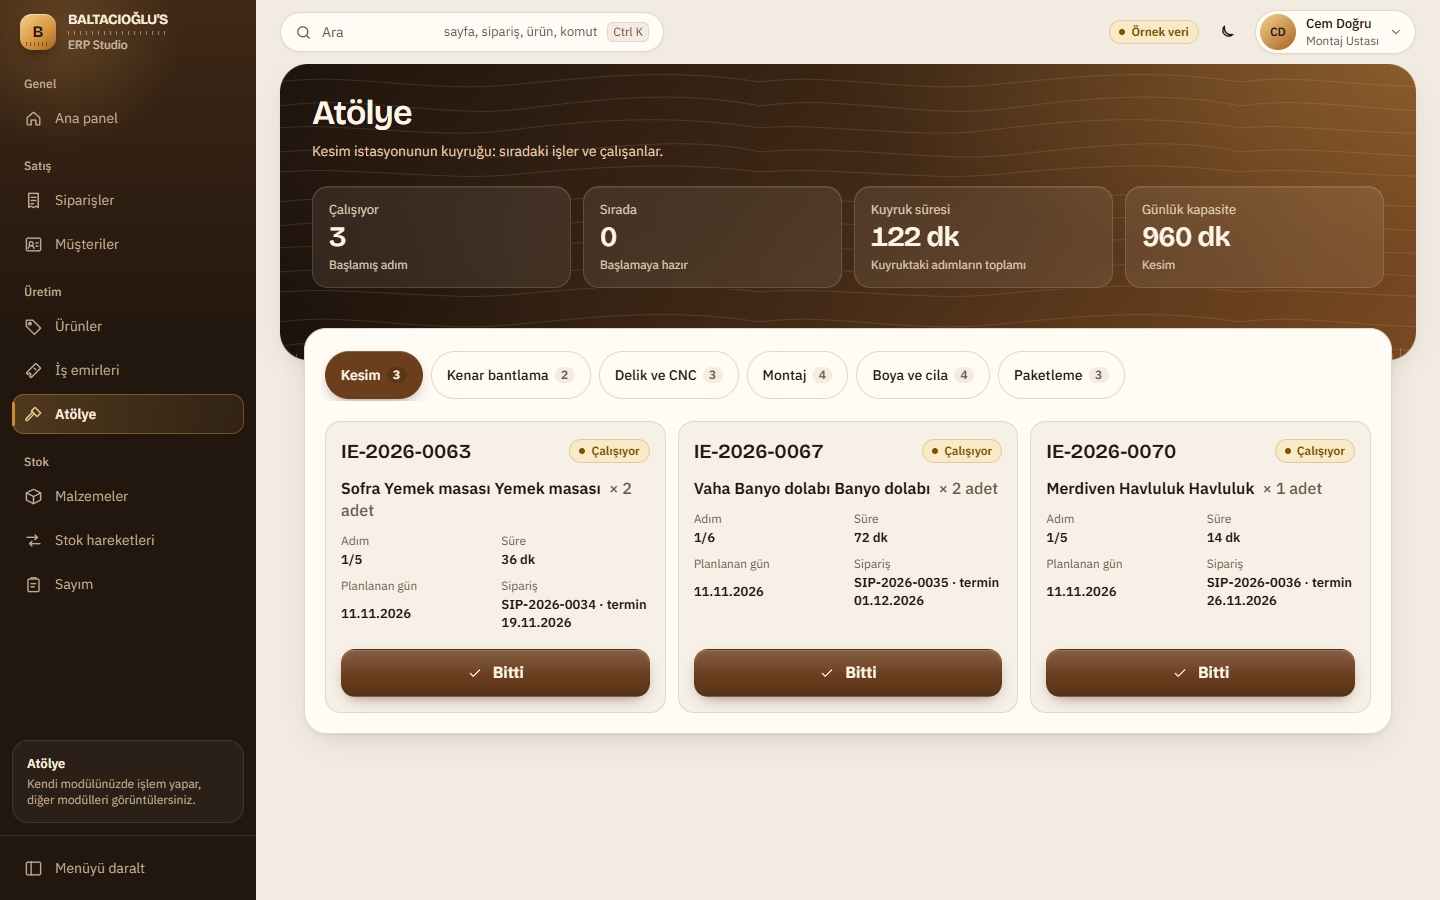 B
BALTACIOĞLU'S
ERP Studio
Genel
Ana panel
Satış
Siparişler
Müşteriler
Üretim
Ürünler
İş emirleri
Atölye
Stok
Malzemeler
Stok hareketleri
Sayım
Atölye
Kendi modülünüzde işlem yapar,
diğer modülleri görüntülersiniz.
Menüyü daralt
Ara sayfa, sipariş, ürün, komut Ctrl K
Örnek veri
CD
Cem Doğru
Montaj Ustası
Atölye
Kesim istasyonunun kuyruğu: sıradaki işler ve çalışanlar.
Çalışıyor
3
Başlamış adım
Sırada
0
Başlamaya hazır
Kuyruk süresi
122 dk
Kuyruktaki adımların toplamı
Günlük kapasite
960 dk
Kesim
Kesim 3
Kenar bantlama 2
Delik ve CNC 3
Montaj 4
Boya ve cila 4
Paketleme 3
IE-2026-0063 Çalışıyor
Sofra Yemek masası Yemek masası × 2
adet
Adım
1/5
Süre
36 dk
Planlanan gün
11.11.2026
Sipariş
SIP-2026-0034 · termin
19.11.2026
Bitti
IE-2026-0067 Çalışıyor
Vaha Banyo dolabı Banyo dolabı × 2 adet
Adım
1/6
Süre
72 dk
Planlanan gün
11.11.2026
Sipariş
SIP-2026-0035 · termin
01.12.2026
Bitti
IE-2026-0070 Çalışıyor
Merdiven Havluluk Havluluk × 1 adet
Adım
1/5
Süre
14 dk
Planlanan gün
11.11.2026
Sipariş
SIP-2026-0036 · termin
26.11.2026
Bitti